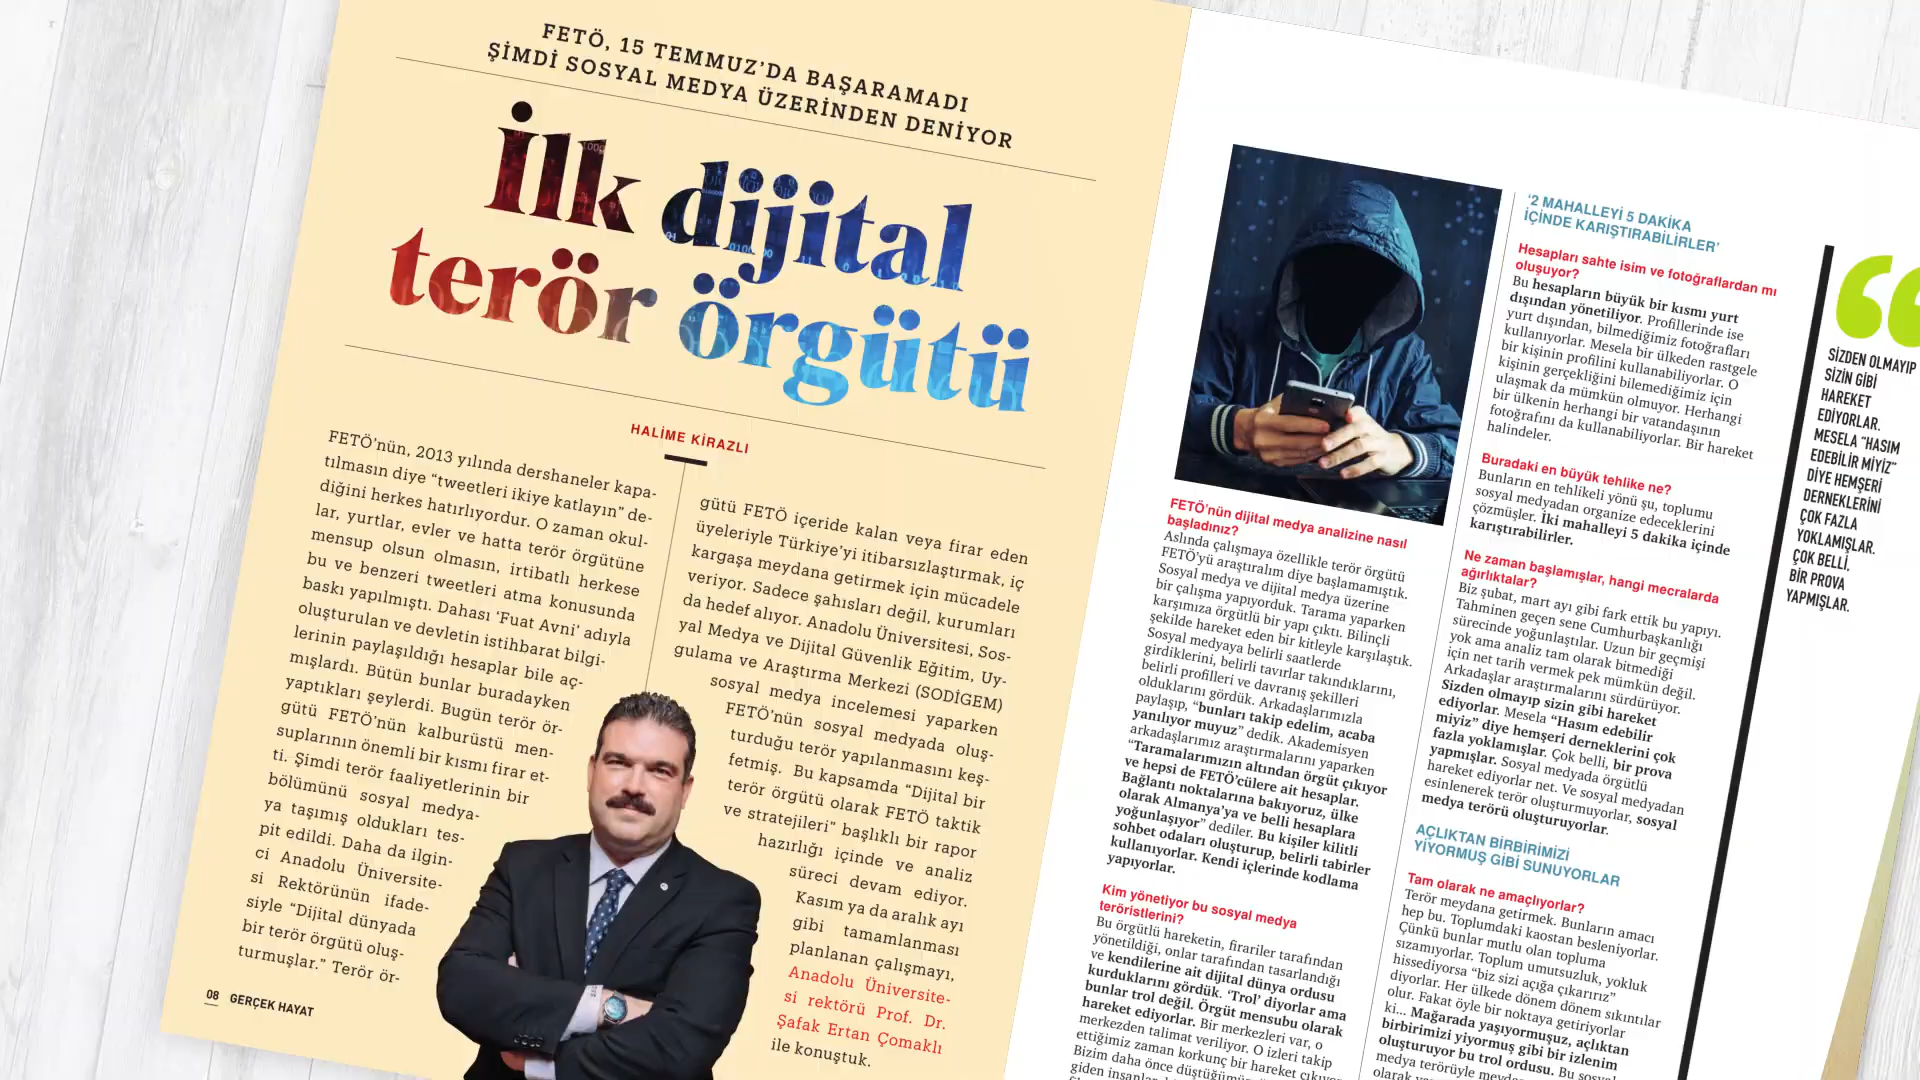 FETÖ, 15 TEMMUZ’DA BAŞARAMADI
ŞİMDİ SOSYAL MEDYA ÜZERİNDEN DENİYOR
İlk dijital
terör örgütü
HALİME KİRAZLI
FETÖ’nün, 2013 yılında dershaneler kapa-
tılmasın diye “tweetleri ikiye katlayın” de-
diğini herkes hatırlıyordur. O zaman okul-
lar, yurtlar, evler ve hatta terör örgütüne
mensup olsun olmasın, irtibatlı herkese
bu ve benzeri tweetleri atma konusunda
baskı yapılmıştı. Dahası ‘Fuat Avni’ adıyla
oluşturulan ve devletin istihbarat bilgi-
lerinin paylaşıldığı hesaplar bile aç-
mışlardı. Bütün bunlar buradayken
yaptıkları şeylerdi. Bugün terör ör-
gütü FETÖ’nün kalburüstü men-
suplarının önemli bir kısmı firar et-
ti. Şimdi terör faaliyetlerinin bir
bölümünü sosyal medya-
ya taşımış oldukları tes-
pit edildi. Daha da ilgin-
ci Anadolu Üniversite-
si Rektörünün ifade-
siyle “Dijital dünyada
bir terör örgütü oluş-
turmuşlar.” Terör ör-
gütü FETÖ içeride kalan veya firar eden
üyeleriyle Türkiye’yi itibarsızlaştırmak, iç
kargaşa meydana getirmek için mücadele
veriyor. Sadece şahısları değil, kurumları
da hedef alıyor. Anadolu Üniversitesi, Sos-
yal Medya ve Dijital Güvenlik Eğitim, Uy-
gulama ve Araştırma Merkezi (SODİGEM)
sosyal medya incelemesi yaparken
FETÖ’nün sosyal medyada oluş-
turduğu terör yapılanmasını keş-
fetmiş. Bu kapsamda “Dijital bir
terör örgütü olarak FETÖ taktik
ve stratejileri” başlıklı bir rapor
hazırlığı içinde ve analiz
süreci devam ediyor.
Kasım ya da aralık ayı
gibi tamamlanması
planlanan çalışmayı,
Anadolu Üniversite-
si rektörü Prof. Dr.
Şafak Ertan Çomaklı
ile konuştuk.
08 GERÇEK HAYAT
FETÖ’nün dijital medya analizine nasıl
başladınız?
Aslında çalışmaya özellikle terör örgütü
FETÖ’yü araştıralım diye başlamamıştık.
Sosyal medya ve dijital medya üzerine
bir çalışma yapıyorduk. Tarama yaparken
karşımıza örgütlü bir yapı çıktı. Bilinçli
şekilde hareket eden bir kitleyle karşılaştık.
Sosyal medyaya belirli saatlerde
girdiklerini, belirli tavırlar takındıklarını,
belirli profilleri ve davranış şekilleri
olduklarını gördük. Arkadaşlarımızla
paylaşıp, “bunları takip edelim, acaba
yanılıyor muyuz” dedik. Akademisyen
arkadaşlarımız araştırmalarını yaparken
“Taramalarımızın altından örgüt çıkıyor
ve hepsi de FETÖ’cülere ait hesaplar.
Bağlantı noktalarına bakıyoruz, ülke
olarak Almanya’ya ve belli hesaplara
yoğunlaşıyor” dediler. Bu kişiler kilitli
sohbet odaları oluşturup, belirli tabirler
kullanıyorlar. Kendi içlerinde kodlama
yapıyorlar.
Kim yönetiyor bu sosyal medya
teröristlerini?
Bu örgütlü hareketin, firariler tarafından
yönetildiği, onlar tarafından tasarlandığı
ve kendilerine ait dijital dünya ordusu
kurduklarını gördük. ‘Trol’ diyorlar ama
bunlar trol değil. Örgüt mensubu olarak
hareket ediyorlar. Bir merkezleri var, o
merkezden talimat veriliyor. O izleri takip
ettiğimiz zaman korkunç bir hareket çıkıyor
Bizim daha önce düştüğümüz
giden insanlar
‘2 MAHALLEYİ 5 DAKİKA
İÇİNDE KARIŞTIRABİLİRLER’
Hesapları sahte isim ve fotoğraflardan mı
oluşuyor?
Bu hesapların büyük bir kısmı yurt
dışından yönetiliyor. Profillerinde ise
yurt dışından, bilmediğimiz fotoğrafları
kullanıyorlar. Mesela bir ülkeden rastgele
bir kişinin profilini kullanabiliyorlar. O
kişinin gerçekliğini bilemediğimiz için
ulaşmak da mümkün olmuyor. Herhangi
bir ülkenin herhangi bir vatandaşının
fotoğrafını da kullanabiliyorlar. Bir hareket
halindeler.
Buradaki en büyük tehlike ne?
Bunların en tehlikeli yönü şu, toplumu
sosyal medyadan organize edeceklerini
çözmüşler. İki mahalleyi 5 dakika içinde
karıştırabilirler.
Ne zaman başlamışlar, hangi mecralarda
ağırlıktalar?
Biz şubat, mart ayı gibi fark ettik bu yapıyı.
Tahminen geçen sene Cumhurbaşkanlığı
sürecinde yoğunlaştılar. Uzun bir geçmişi
yok ama analiz tam olarak bitmediği
için net tarih vermek pek mümkün değil.
Arkadaşlar araştırmalarını sürdürüyor.
Sizden olmayıp sizin gibi hareket
ediyorlar. Mesela “Hasım edebilir
miyiz” diye hemşeri derneklerini çok
fazla yoklamışlar. Çok belli, bir prova
yapmışlar. Sosyal medyada örgütlü
hareket ediyorlar net. Ve sosyal medyadan
esinlenerek terör oluşturmuyorlar, sosyal
medya terörü oluşturuyorlar.
AÇLIKTAN BİRBİRİMİZİ
YİYORMUŞ GİBİ SUNUYORLAR
Tam olarak ne amaçlıyorlar?
Terör meydana getirmek. Bunların amacı
hep bu. Toplumdaki kaostan besleniyorlar.
Çünkü bunlar mutlu olan topluma
sızamıyorlar. Toplum umutsuzluk, yokluk
hissediyorsa “biz sizi açığa çıkarırız”
diyorlar. Her ülkede dönem dönem sıkıntılar
olur. Fakat öyle bir noktaya getiriyorlar
ki... Mağarada yaşıyormuşuz, açlıktan
birbirimizi yiyormuş gibi bir izlenim
oluşturuyor bu trol ordusu. Bu sosyal
medya terörüyle
olarak
SİZDEN OLMAYIP
SİZİN GİBİ
HAREKET
EDİYORLAR.
MESELA “HASIM
EDEBİLİR MİYİZ”
DİYE HEMŞERİ
DERNEKLERİNİ
ÇOK FAZLA
YOKLAMIŞLAR.
ÇOK BELLİ,
BİR PROVA
YAPMIŞLAR.